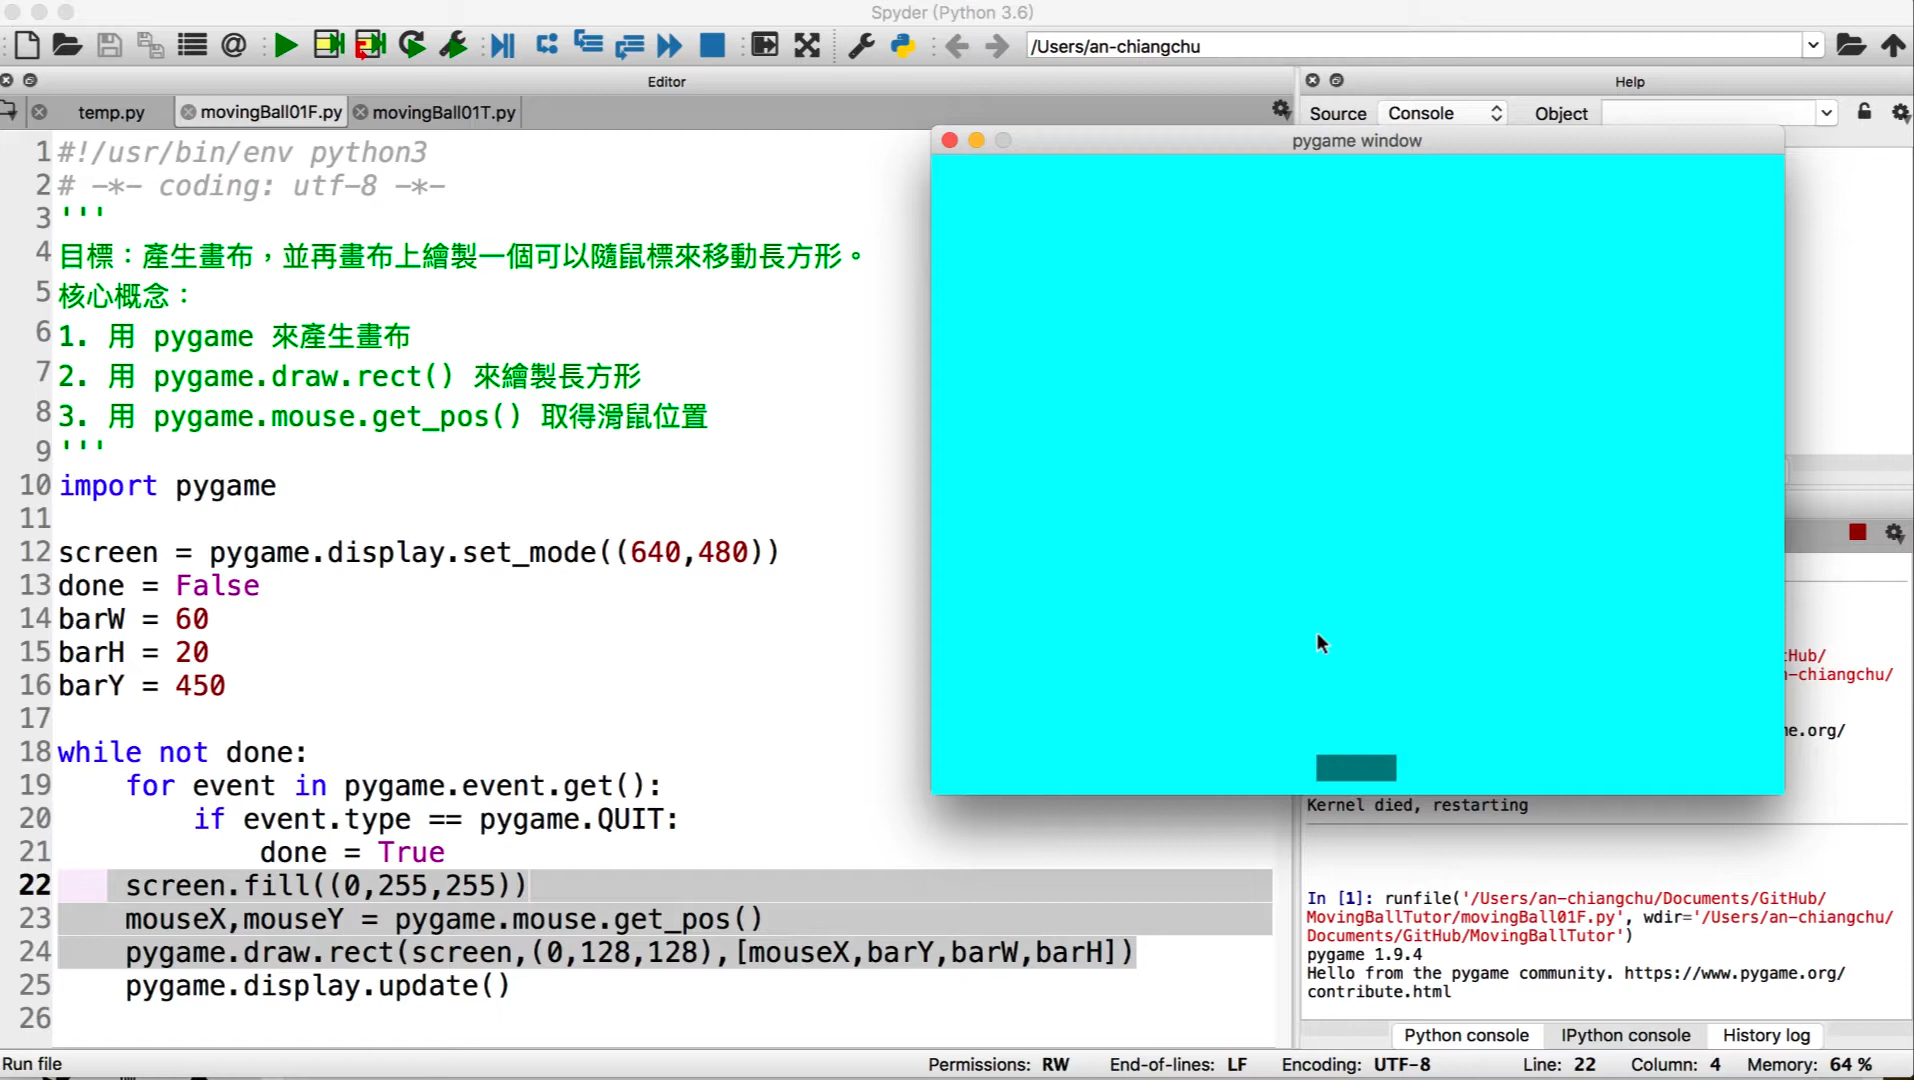 Spyder (Python 3.6)
/Users/an-chiangchu
Editor
Help
temp.py
movingBall01F.py
movingBall01T.py
Source
Console
Object
pygame window
1 #!/usr/bin/env python3
2 # -*- coding: utf-8 -*-
3 '''
4 目標：產生畫布，並再畫布上繪製一個可以隨鼠標來移動長方形。
5 核心概念：
6 1. 用 pygame 來產生畫布
7 2. 用 pygame.draw.rect() 來繪製長方形
8 3. 用 pygame.mouse.get_pos() 取得滑鼠位置
9 '''
10 import pygame
11
12 screen = pygame.display.set_mode((640,480))
13 done = False
14 barW = 60
15 barH = 20
16 barY = 450
17
18 while not done:
19 for event in pygame.event.get():
20 if event.type == pygame.QUIT:
21 done = True
22 screen.fill((0,255,255))
23 mouseX,mouseY = pygame.mouse.get_pos()
24 pygame.draw.rect(screen,(0,128,128),[mouseX,barY,barW,barH])
25 pygame.display.update()
26
Hub/
n-chiangchu/
me.org/
Kernel died, restarting
In [1]: runfile('/Users/an-chiangchu/Documents/GitHub/
MovingBallTutor/movingBall01F.py', wdir='/Users/an-chiangchu/
Documents/GitHub/MovingBallTutor')
pygame 1.9.4
Hello from the pygame community. https://www.pygame.org/
contribute.html
Python console
IPython console
History log
Run file
Permissions: RW
End-of-lines: LF
Encoding: UTF-8
Line: 22
Column: 4
Memory: 64 %